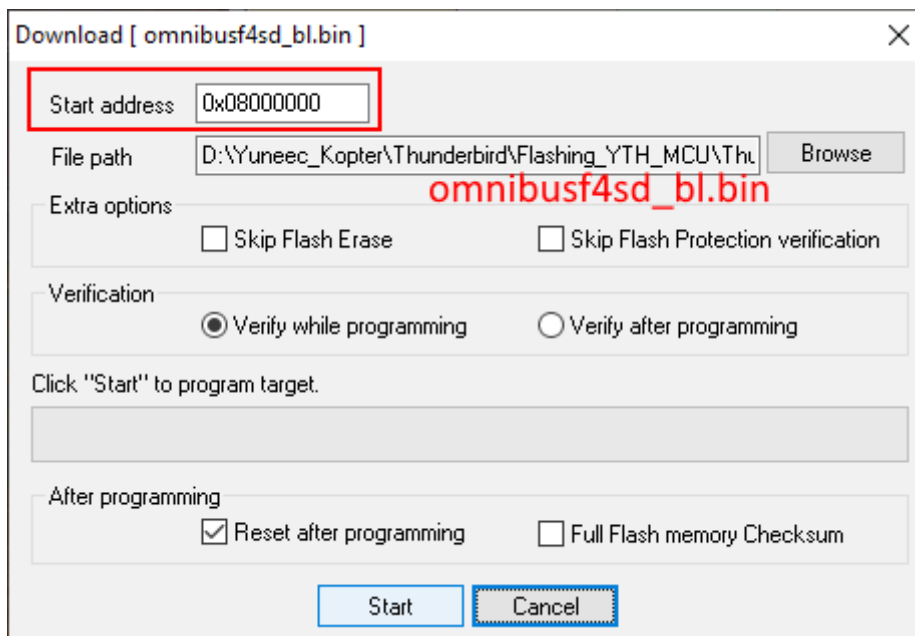 Download [ omnibusf4sd_bl.bin ]
Start address 0x08000000
File path D:\Yuneec_Kopter\Thunderbird\Flashing_YTH_MCU\Thu Browse
omnibusf4sd_bl.bin
Extra options
Skip Flash Erase Skip Flash Protection verification
Verification
Verify while programming Verify after programming
Click "Start" to program target.
After programming
Reset after programming Full Flash memory Checksum
Start Cancel